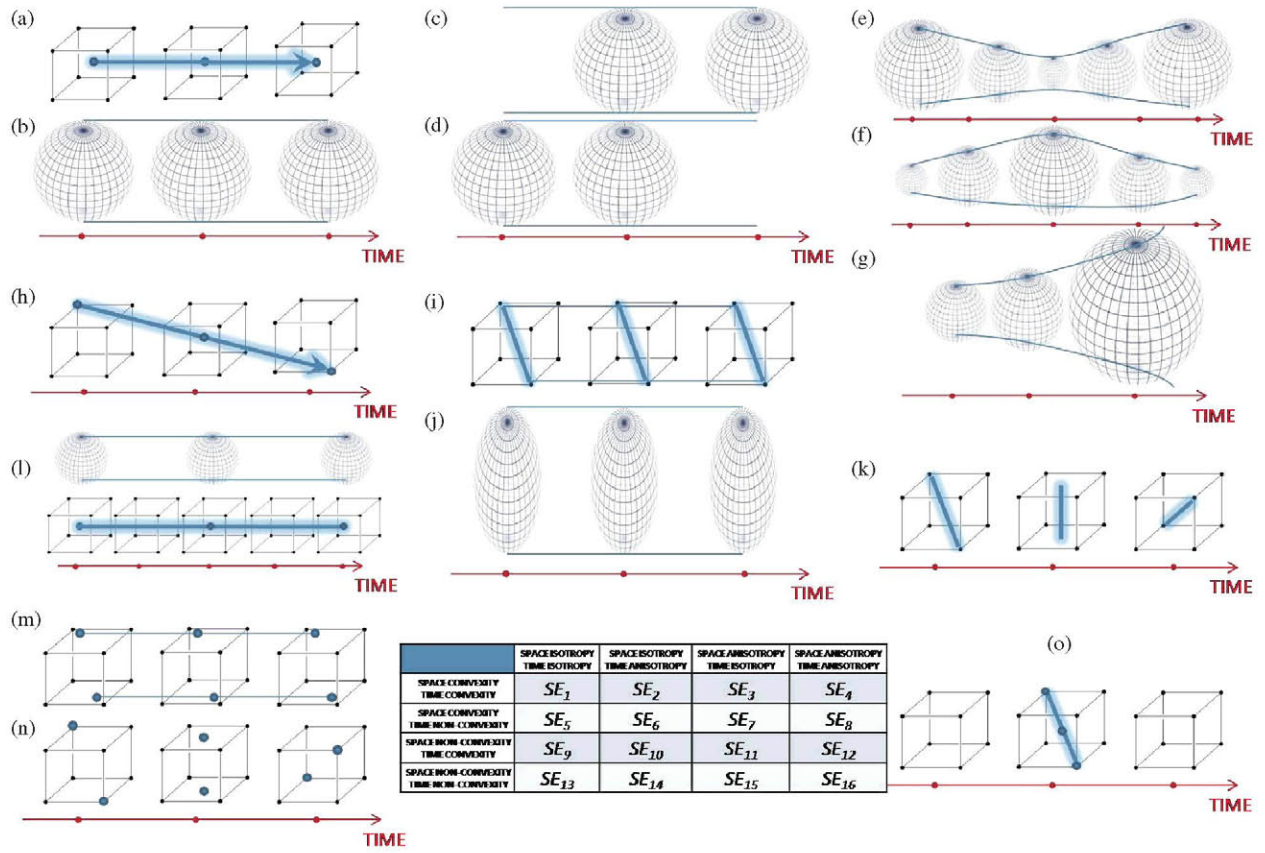 (a)
(b)
TIME
(c)
(d)
TIME
(e)
TIME
(f)
TIME
(g)
TIME
(h)
TIME
(i)
TIME
(j)
TIME
(k)
TIME
(l)
TIME
(m)
(n)
TIME
SPACE ISOTROPY TIME ISOTROPY
SPACE ISOTROPY TIME ANISOTROPY
SPACE ANISOTROPY TIME ISOTROPY
SPACE ANISOTROPY TIME ANISOTROPY
SPACE CONVEXITY TIME CONVEXITY
SE1 SE2 SE3 SE4
SPACE CONVEXITY TIME NON-CONVEXITY
SE5 SE6 SE7 SE8
SPACE NON-CONVEXITY TIME CONVEXITY
SE9 SE10 SE11 SE12
SPACE NON-CONVEXITY TIME NON-CONVEXITY
SE13 SE14 SE15 SE16
(o)
TIME